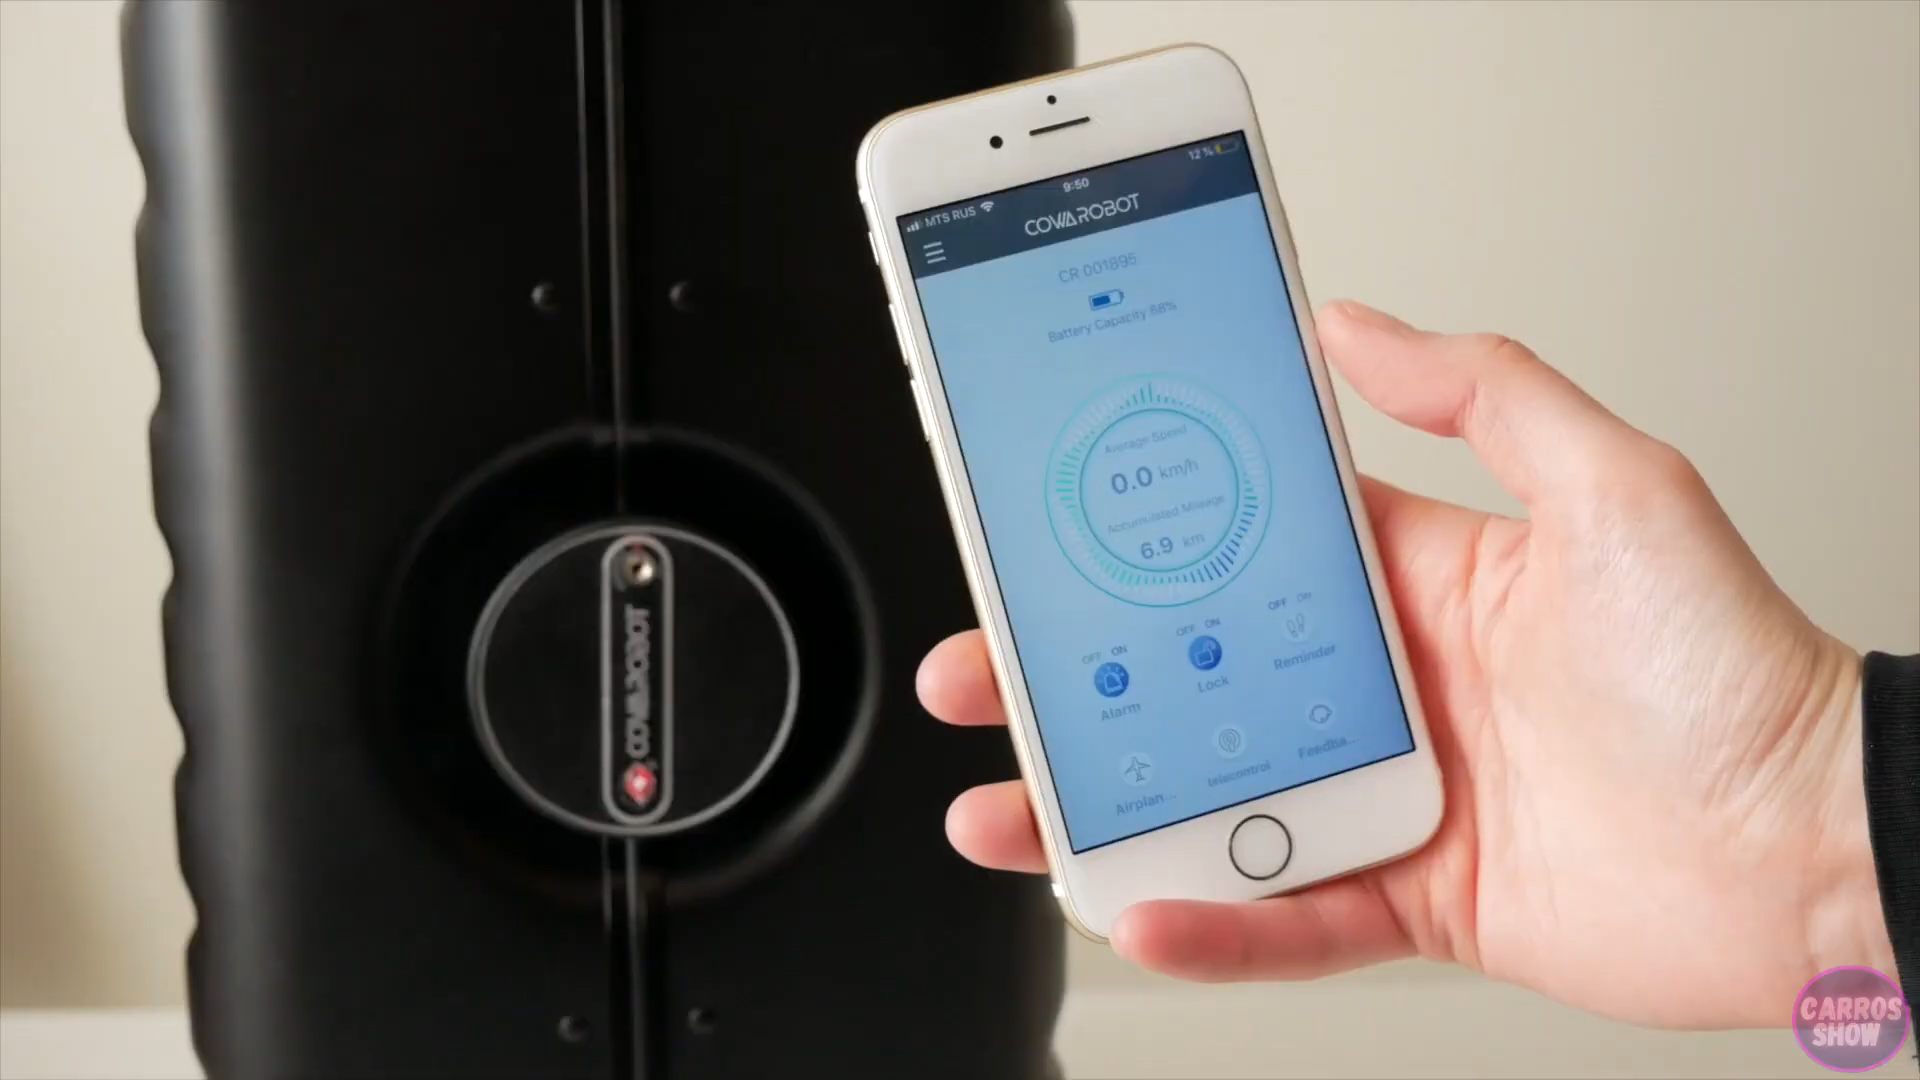 12 %
9:50
MTS RUS
COWAROBOT
CR 001895
Battery Capacity 68%
Average Speed
0.0 km/h
Accumulated Mileage
6.9 km
OFF ON
Alarm
OFF ON
Lock
OFF ON
Reminder
Airplan...
telecontrol
Feedba...
COWAROBOT
CARROS
SHOW